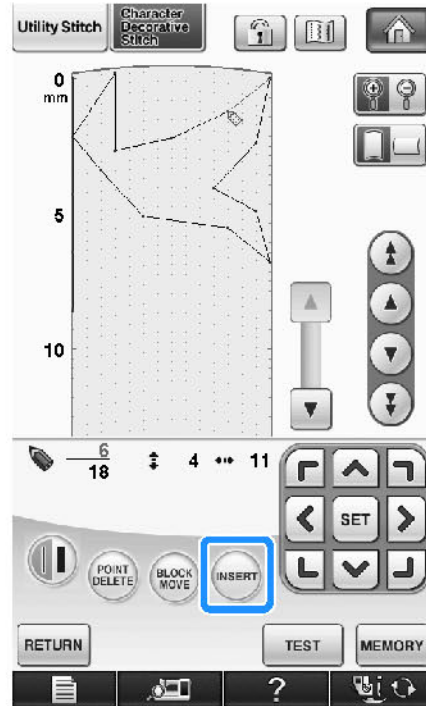 Utility Stitch
Character
Decorative
Stitch
0
mm
5
10
6
18
4
11
SET
POINT
DELETE
BLOCK
MOVE
INSERT
RETURN
TEST
MEMORY
?